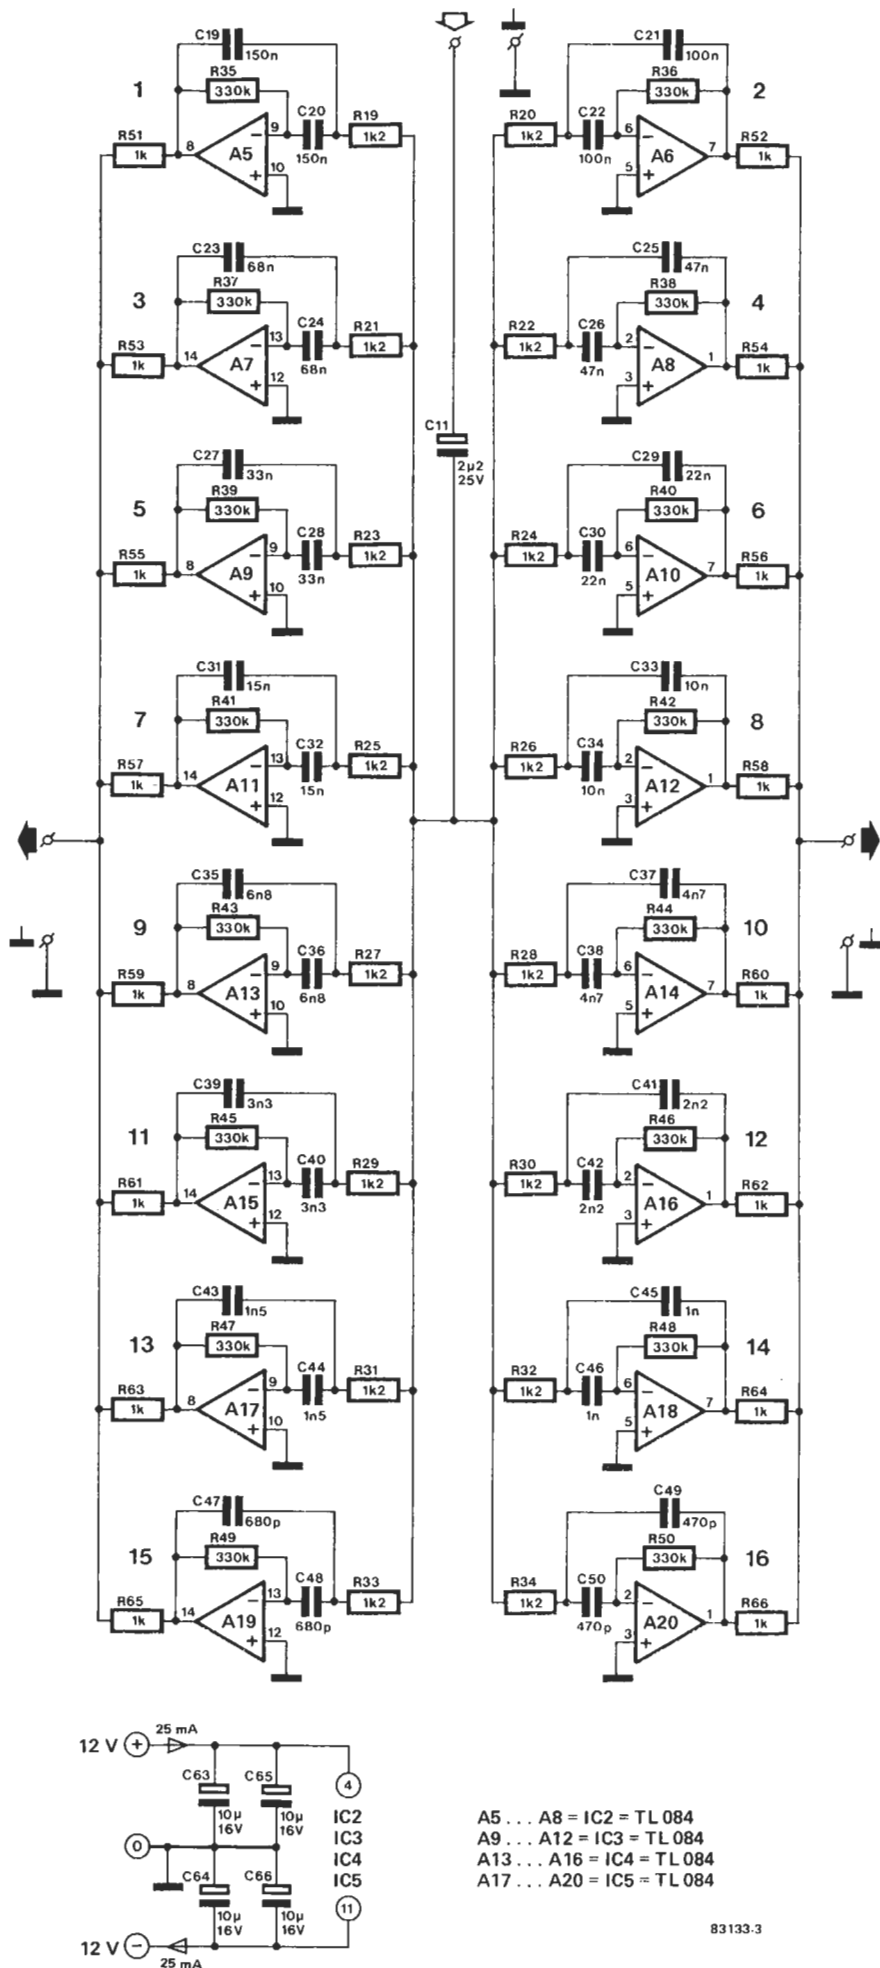 C19 150n C21 100n
R35 330k R36 330k
1 2
R51 1k 8 A5 9 − 10 + C20 150n R19 1k2 R20 1k2 C22 100n 6 − 5 + A6 7 R52 1k
C23 68n C25 47n
R37 330k R38 330k
3 4
R53 1k 14 A7 13 − 12 + C24 68n R21 1k2 R22 1k2 C26 47n 2 − 3 + A8 1 R54 1k
C11 2µ2 25V
C27 33n C29 22n
R39 330k R40 330k
5 6
R55 1k 8 A9 9 − 10 + C28 33n R23 1k2 R24 1k2 C30 22n 6 − 5 + A10 7 R56 1k
C31 15n C33 10n
R41 330k R42 330k
7 8
R57 1k 14 A11 13 − 12 + C32 15n R25 1k2 R26 1k2 C34 10n 2 − 3 + A12 1 R58 1k
C35 6n8 C37 4n7
R43 330k R44 330k
9 10
R59 1k 8 A13 9 − 10 + C36 6n8 R27 1k2 R28 1k2 C38 4n7 6 − 5 + A14 7 R60 1k
C39 3n3 C41 2n2
R45 330k R46 330k
11 12
R61 1k 14 A15 13 − 12 + C40 3n3 R29 1k2 R30 1k2 C42 2n2 2 − 3 + A16 1 R62 1k
C43 1n5 C45 1n
R47 330k R48 330k
13 14
R63 1k 8 A17 9 − 10 + C44 1n5 R31 1k2 R32 1k2 C46 1n 6 − 5 + A18 7 R64 1k
C47 680p C49 470p
R49 330k R50 330k
15 16
R65 1k 14 A19 13 − 12 + C48 680p R33 1k2 R34 1k2 C50 470p 2 − 3 + A20 1 R66 1k
25 mA
12 V +
C63 10µ 16V C65 10µ 16V
4
IC2
IC3
IC4
IC5
11
0
C64 10µ 16V C66 10µ 16V
12 V −
25 mA
A5 . . . A8 = IC2 = TL 084
A9 . . . A12 = IC3 = TL 084
A13 . . . A16 = IC4 = TL 084
A17 . . . A20 = IC5 = TL 084
83133-3